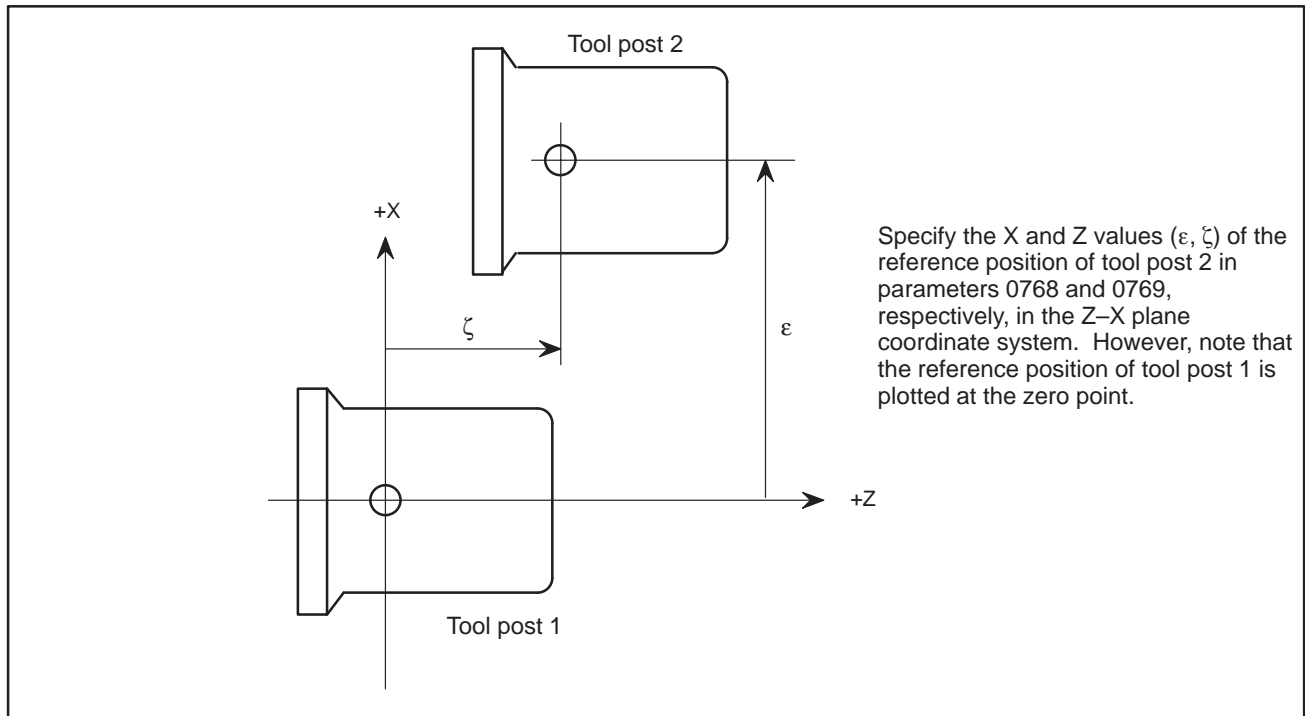 Tool post 2
+X
Specify the X and Z values (ε, ζ) of the
reference position of tool post 2 in
parameters 0768 and 0769,
respectively, in the Z–X plane
coordinate system. However, note that
the reference position of tool post 1 is
plotted at the zero point.
ζ
ε
+Z
Tool post 1